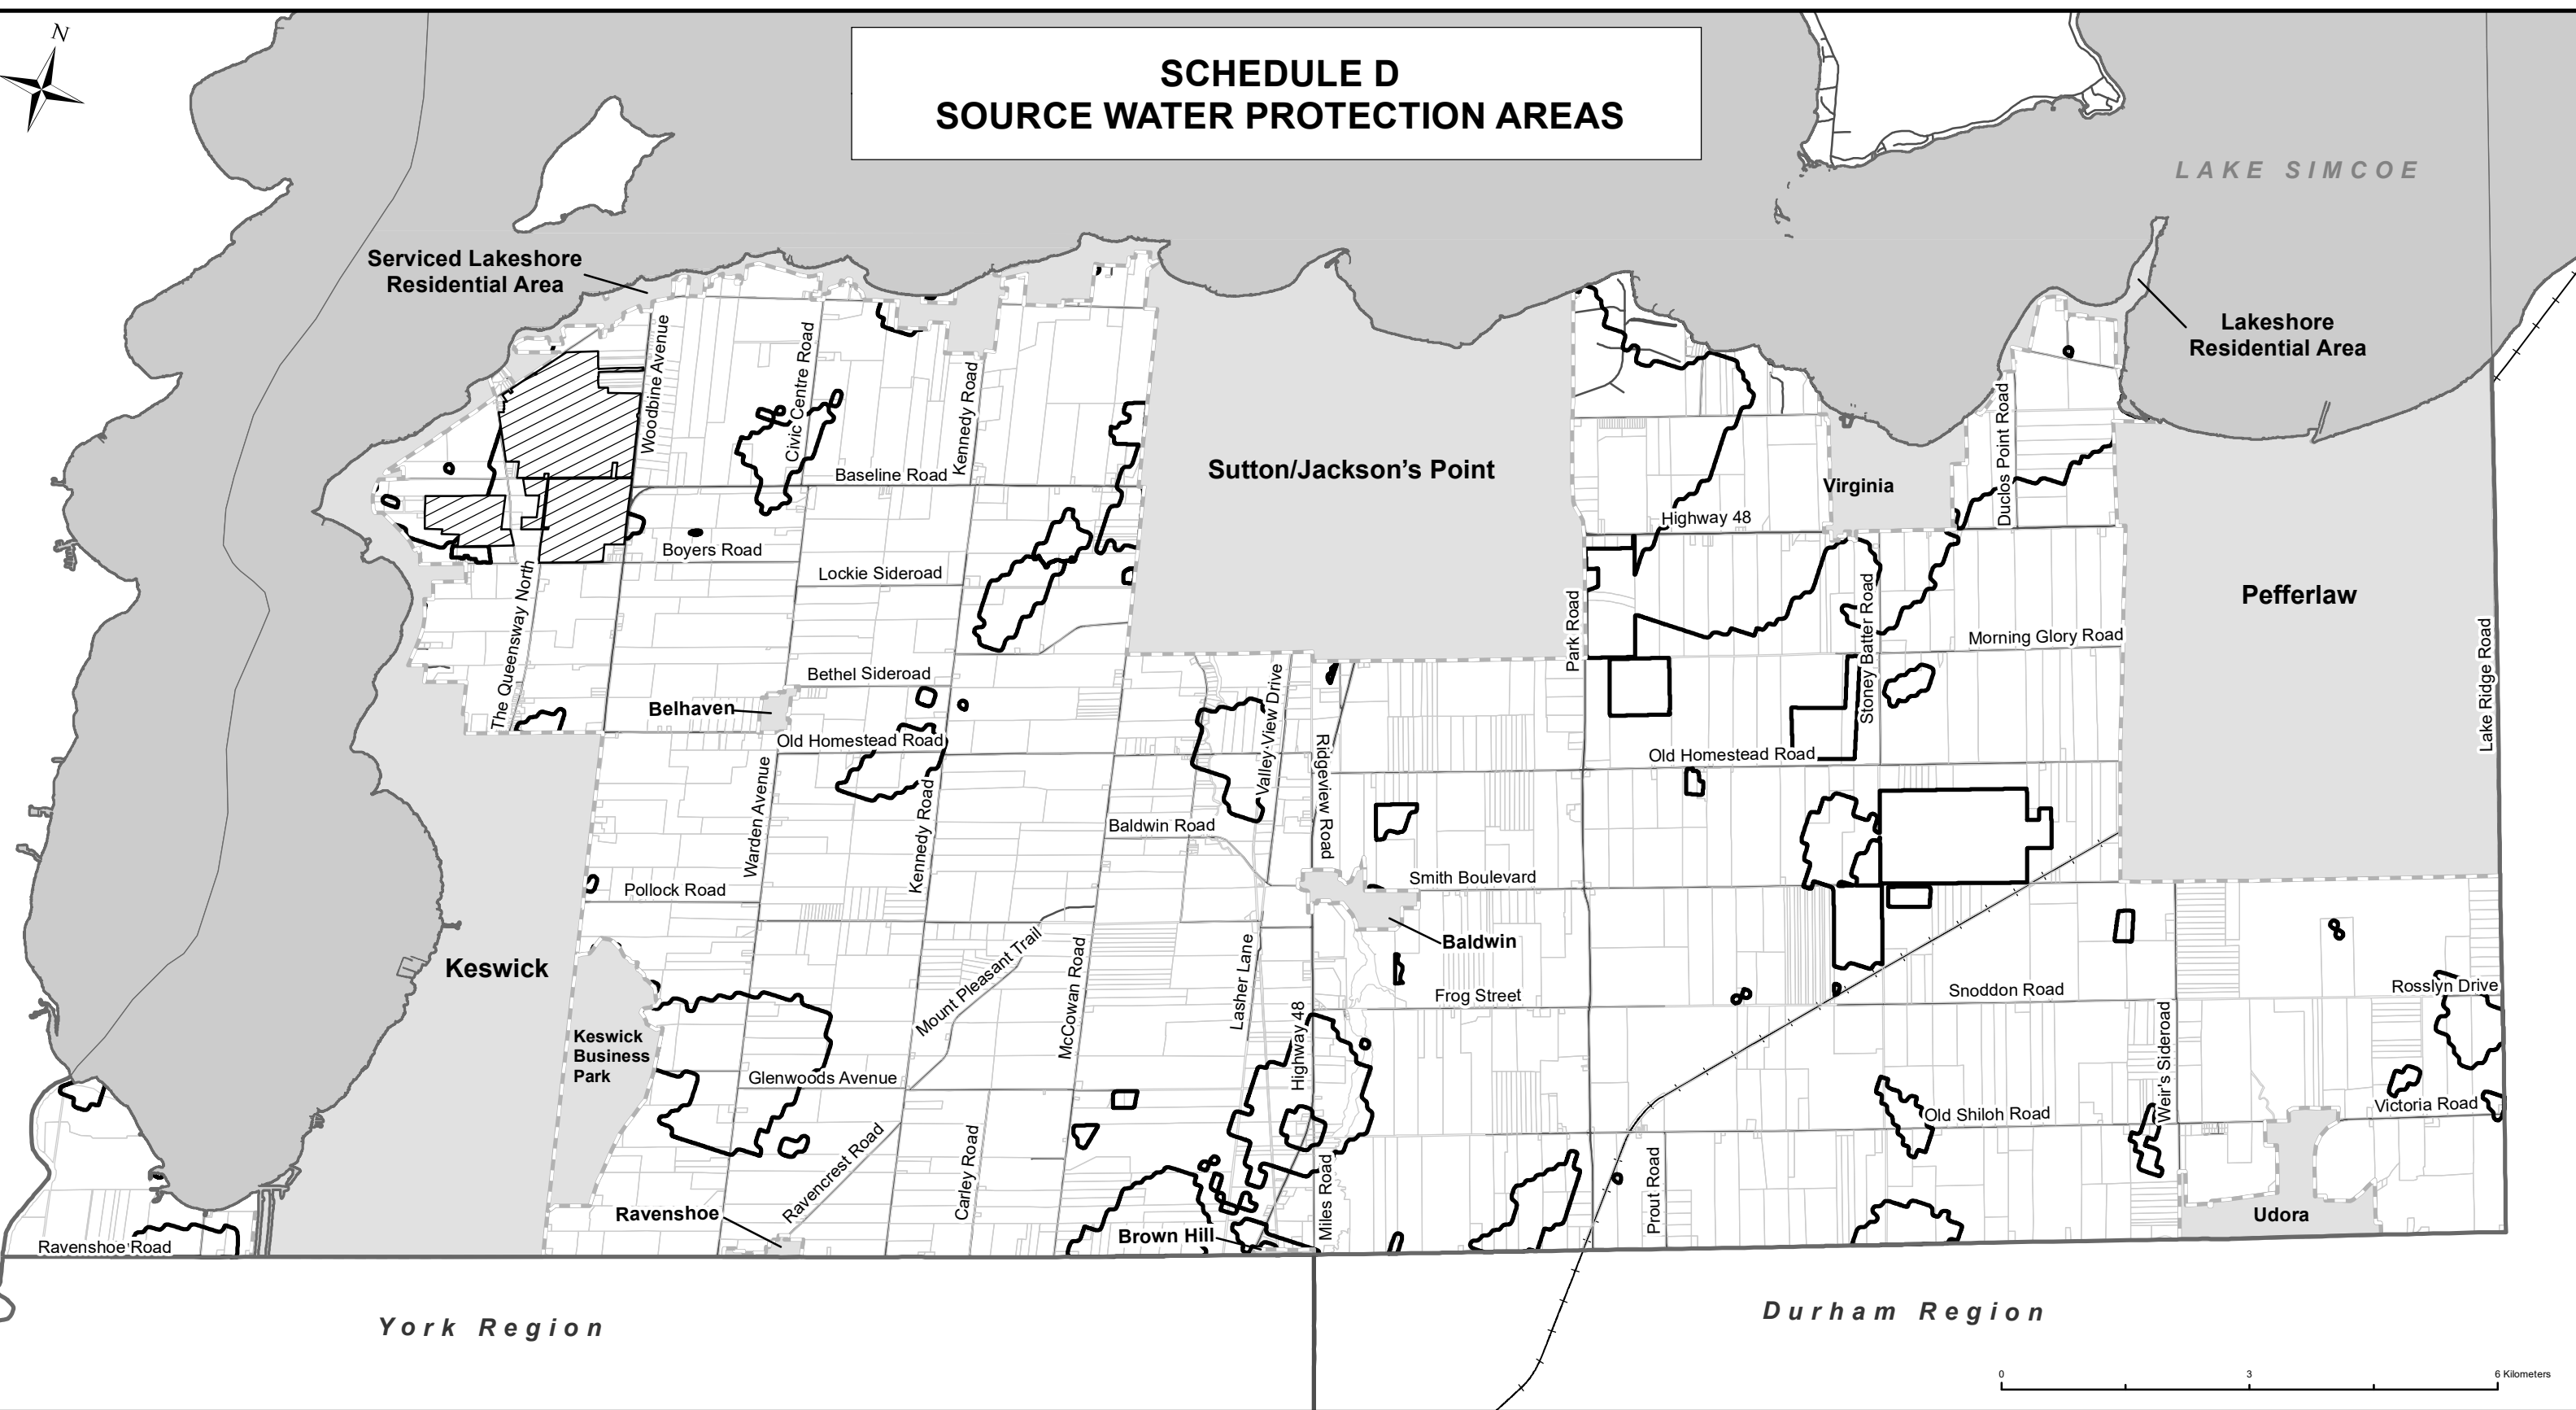 N
SCHEDULE D
SOURCE WATER PROTECTION AREAS
LAKE SIMCOE
Serviced Lakeshore
Residential Area
Lakeshore
Residential Area
Woodbine Avenue
Civic Centre Road
Kennedy Road
Baseline Road
Sutton/Jackson's Point
Virginia
Duclos Point Road
Highway 48
Boyers Road
Lockie Sideroad
The Queensway North
Park Road
Stoney Batter Road
Pefferlaw
Morning Glory Road
Lake Ridge Road
Bethel Sideroad
Belhaven
Old Homestead Road
Valley View Drive
Ridgeview Road
Old Homestead Road
Warden Avenue
Kennedy Road
Baldwin Road
Pollock Road
Smith Boulevard
Baldwin
Keswick
Mount Pleasant Trail
McCowan Road
Lasher Lane
Frog Street
Snoddon Road
Rosslyn Drive
Keswick
Business
Park
Highway 48
Weir's Sideroad
Glenwoods Avenue
Old Shiloh Road
Victoria Road
Ravencrest Road
Carley Road
Miles Road
Prout Road
Ravenshoe
Brown Hill
Udora
Ravenshoe Road
York Region
Durham Region
0
3
6 Kilometers